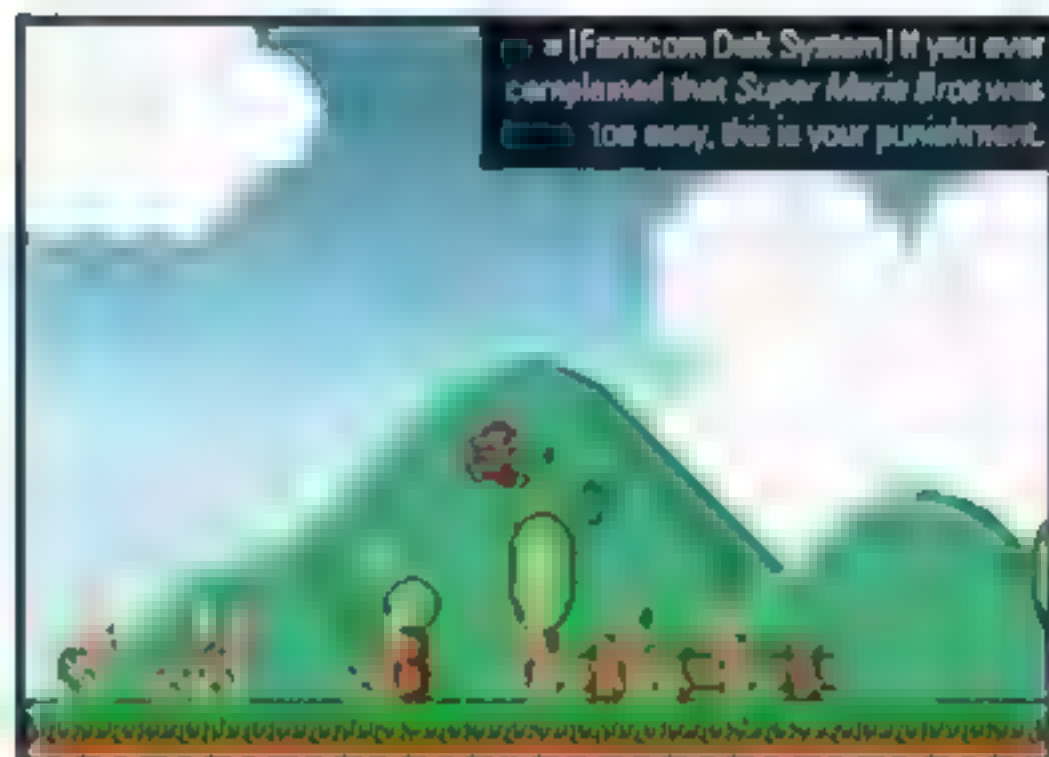 [Famicom Disk System] If you ever
complained that Super Mario Bros was
too easy, this is your punishment.